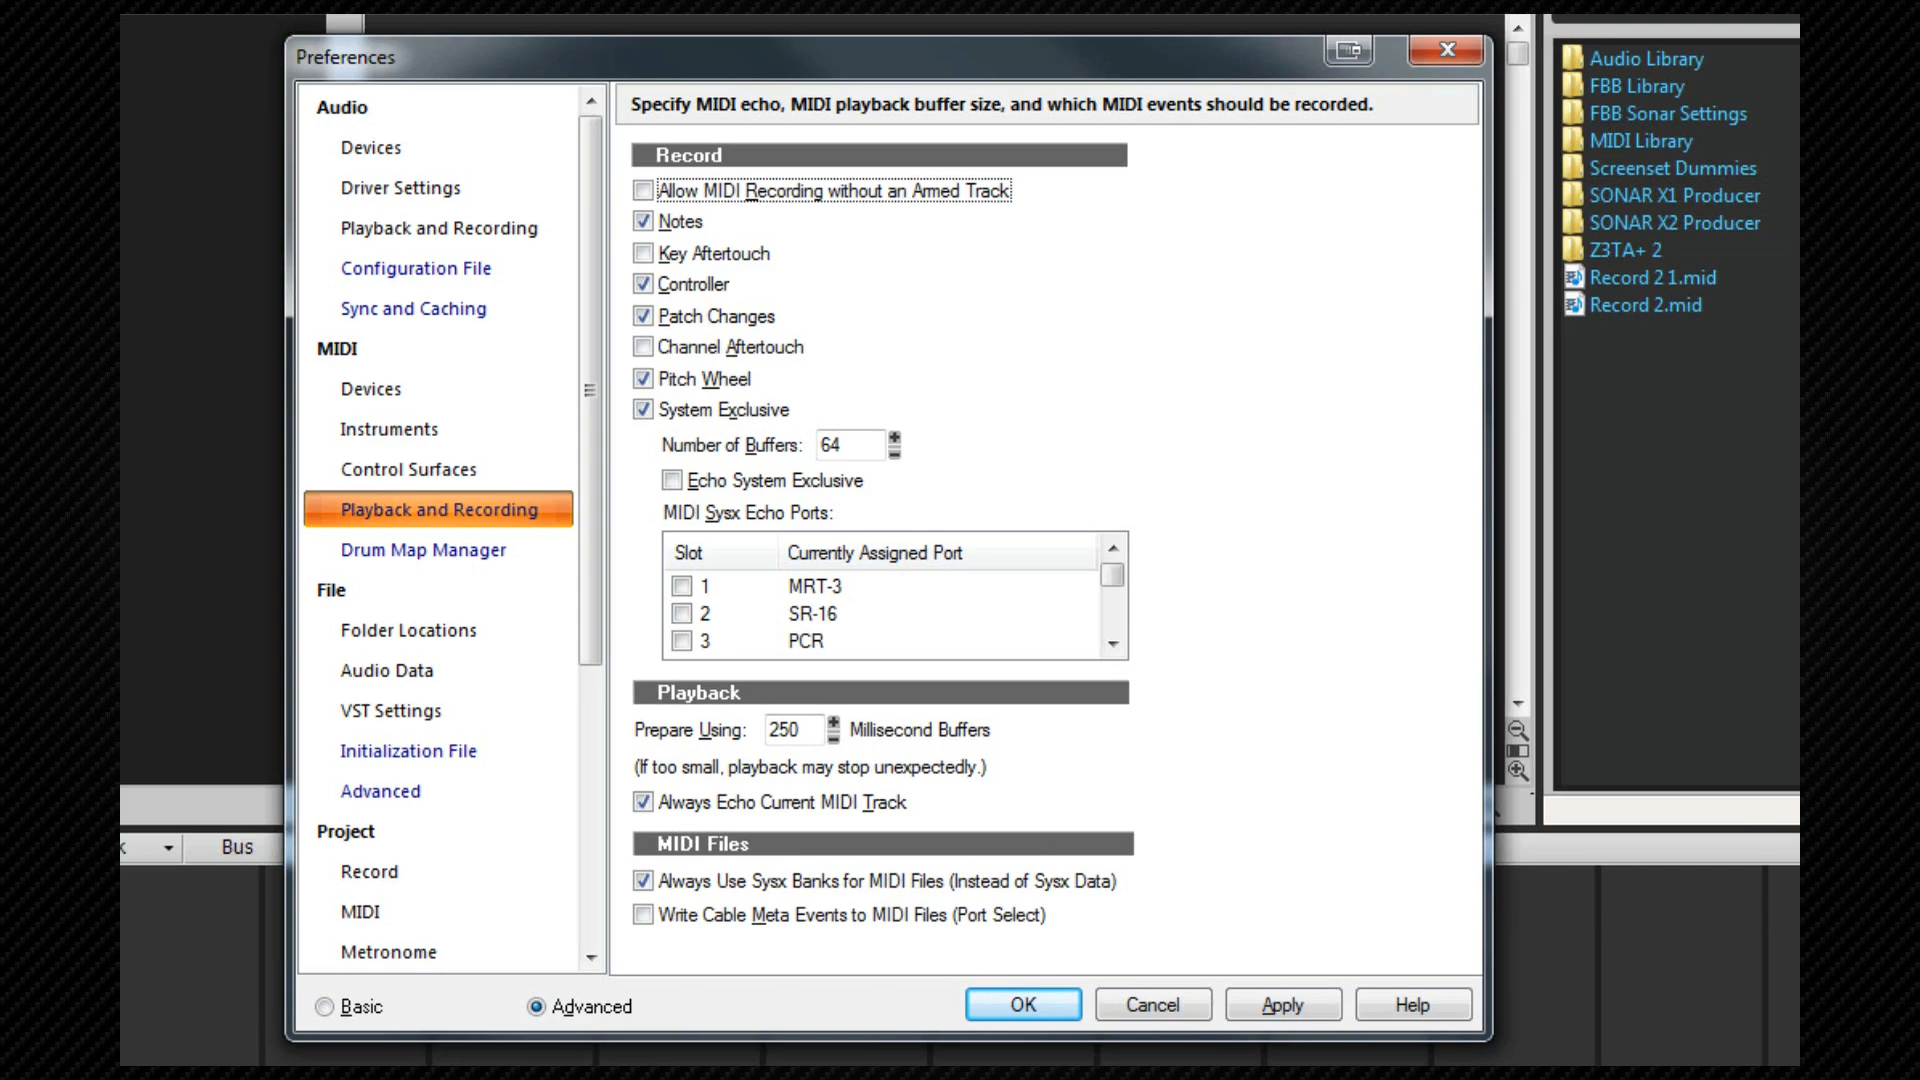 Preferences
Audio
Devices
Driver Settings
Playback and Recording
Configuration File
Sync and Caching
MIDI
Devices
Instruments
Control Surfaces
Playback and Recording
Drum Map Manager
File
Folder Locations
Audio Data
VST Settings
Initialization File
Advanced
Project
Record
MIDI
Metronome
Basic
Advanced
Specify MIDI echo, MIDI playback buffer size, and which MIDI events should be recorded.
Record
Allow MIDI Recording without an Armed Track
Notes
Key Aftertouch
Controller
Patch Changes
Channel Aftertouch
Pitch Wheel
System Exclusive
Number of Buffers: 64
Echo System Exclusive
MIDI Sysx Echo Ports:
Slot Currently Assigned Port
1 MRT-3
2 SR-16
3 PCR
Playback
Prepare Using: 250 Millisecond Buffers
(If too small, playback may stop unexpectedly.)
Always Echo Current MIDI Track
MIDI Files
Always Use Sysx Banks for MIDI Files (Instead of Sysx Data)
Write Cable Meta Events to MIDI Files (Port Select)
OK
Cancel
Apply
Help
Audio Library
FBB Library
FBB Sonar Settings
MIDI Library
Screenset Dummies
SONAR X1 Producer
SONAR X2 Producer
Z3TA+ 2
Record 2 1.mid
Record 2.mid
Bus